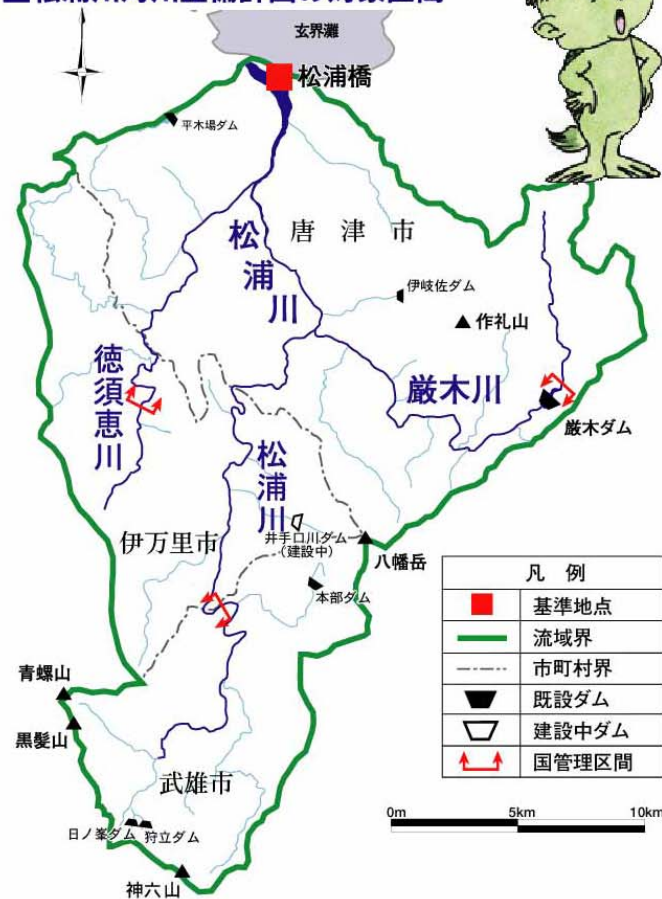 玄界灘
松浦橋
平木場ダム
唐津市
松浦川
伊岐佐ダム
作礼山
徳須恵川
厳木川
厳木ダム
松浦川
伊万里市
井手口川ダム
(建設中)
八幡岳
本部ダム
青螺山
黒髪山
武雄市
日ノ峯ダム
狩立ダム
神六山
凡例
基準地点
流域界
市町村界
既設ダム
建設中ダム
国管理区間
0m 5km 10km